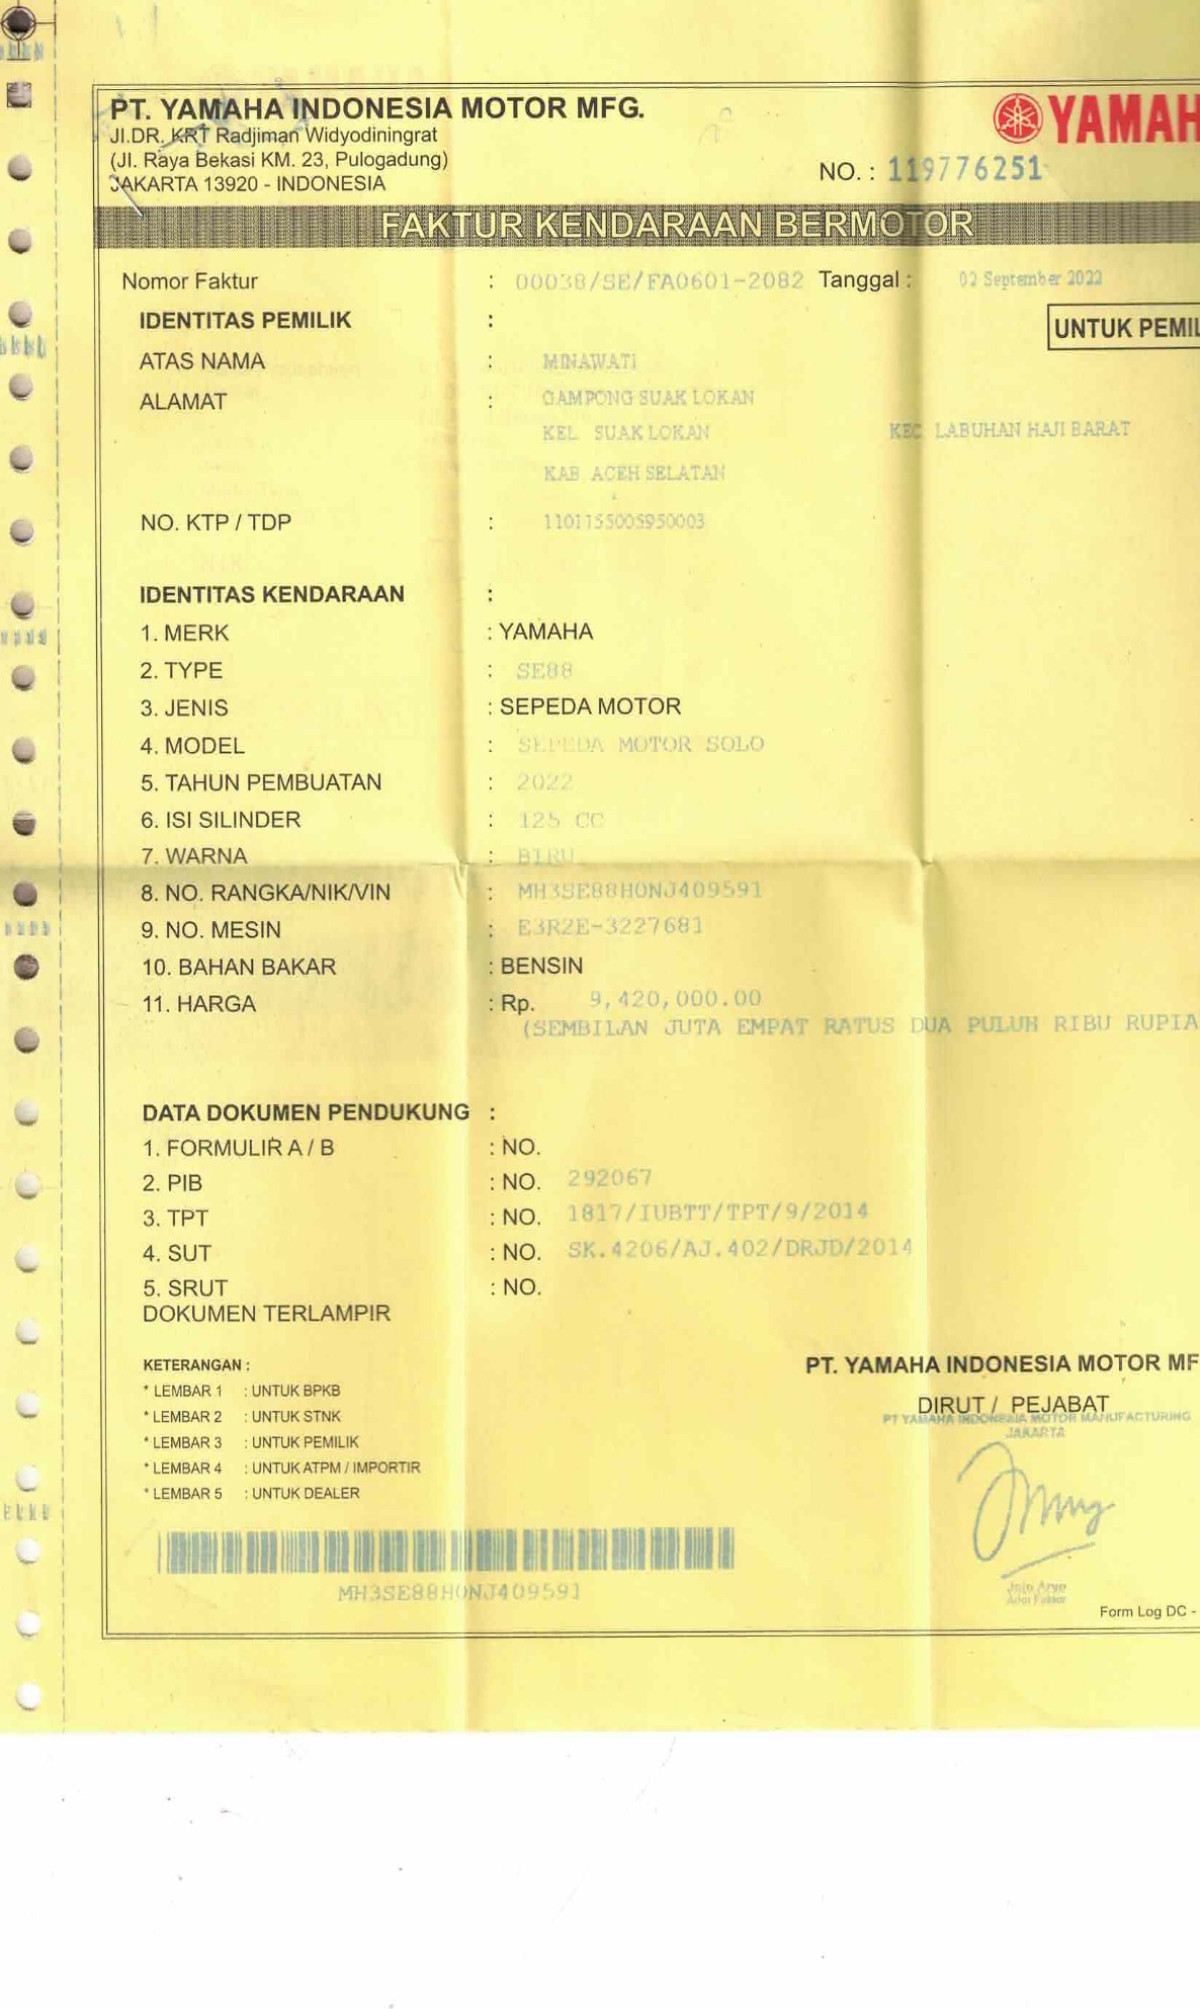 PT. YAMAHA INDONESIA MOTOR MFG.
Jl.DR. KRT Radjiman Widyodiningrat
(Jl. Raya Bekasi KM. 23, Pulogadung)
JAKARTA 13920 - INDONESIA
YAMAH
NO. : 119776251
FAKTUR KENDARAAN BERMOTOR
Nomor Faktur : 00038/SE/FA0601-2082 Tanggal : 02 September 2022
IDENTITAS PEMILIK :
UNTUK PEMIL
ATAS NAMA : MINAWATI
ALAMAT : GAMPONG SUAK LOKAN
KEL SUAK LOKAN KEC LABUHAN HAJI BARAT
KAB ACEH SELATAN
NO. KTP / TDP : 1101155005950003
IDENTITAS KENDARAAN :
1. MERK : YAMAHA
2. TYPE : SE88
3. JENIS : SEPEDA MOTOR
4. MODEL : SEPEDA MOTOR SOLO
5. TAHUN PEMBUATAN : 2022
6. ISI SILINDER : 125 CC
7. WARNA : BIRU
8. NO. RANGKA/NIK/VIN : MH3SE88H0NJ409591
9. NO. MESIN : E3R2E-3227681
10. BAHAN BAKAR : BENSIN
11. HARGA : Rp. 9,420,000.00
(SEMBILAN JUTA EMPAT RATUS DUA PULUH RIBU RUPIA
DATA DOKUMEN PENDUKUNG :
1. FORMULIR A / B : NO.
2. PIB : NO. 292067
3. TPT : NO. 1817/IUBTT/TPT/9/2014
4. SUT : NO. SK.4206/AJ.402/DRJD/2014
5. SRUT : NO.
DOKUMEN TERLAMPIR
KETERANGAN :
* LEMBAR 1 : UNTUK BPKB
* LEMBAR 2 : UNTUK STNK
* LEMBAR 3 : UNTUK PEMILIK
* LEMBAR 4 : UNTUK ATPM / IMPORTIR
* LEMBAR 5 : UNTUK DEALER
PT. YAMAHA INDONESIA MOTOR MF
DIRUT / PEJABAT
PT YAMAHA INDONESIA MOTOR MANUFACTURING
JAKARTA
MH3SE88H0NJ409591
Form Log DC -